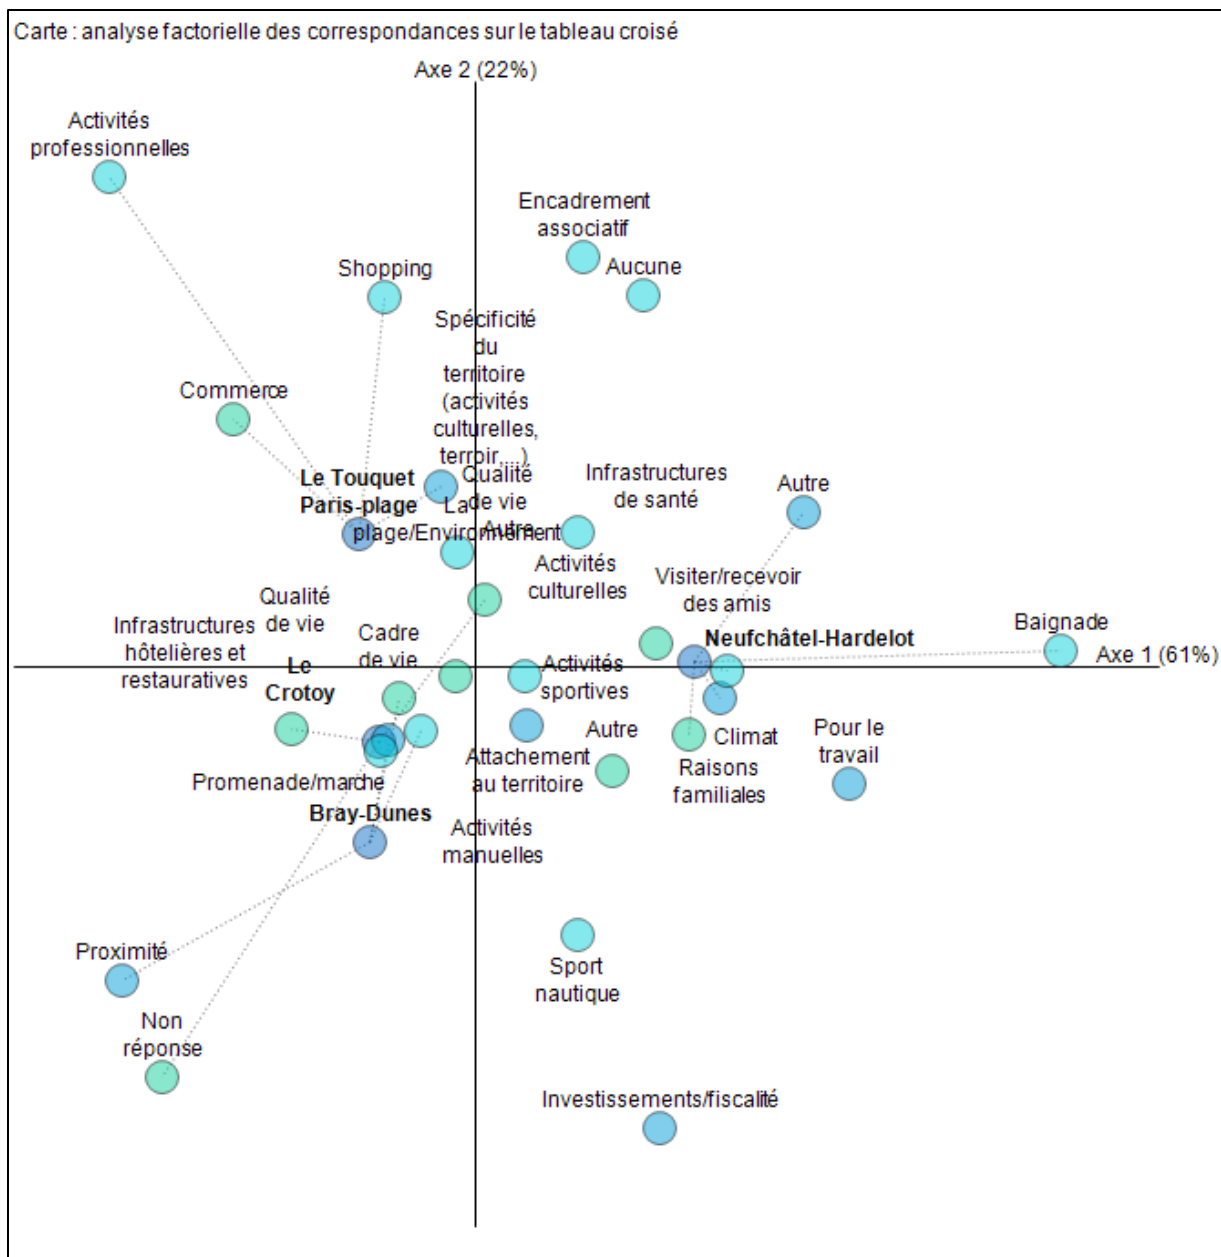 Carte : analyse factorielle des correspondances sur le tableau croisé
Axe 2 (22%)
Activités
professionnelles
Encadrement
associatif
Aucune
Shopping
Spécificité
du
territoire
(activités
culturelles,
terroir,...)
Commerce
Le Touquet
Paris-plage
Qualité
de vie
La
plage/Environnement
Autre
Infrastructures
de santé
Autre
Activités
culturelles
Visiter/recevoir
des amis
Qualité
de vie
Infrastructures
hôtelières et
restauratives
Cadre
de vie
Le
Crotoy
Neufchâtel-Hardelot
Baignade
Axe 1 (61%)
Activités
sportives
Autre
Climat
Pour le
travail
Attachement
au territoire
Raisons
familiales
Promenade/marche
Bray-Dunes
Activités
manuelles
Proximité
Sport
nautique
Non
réponse
Investissements/fiscalité